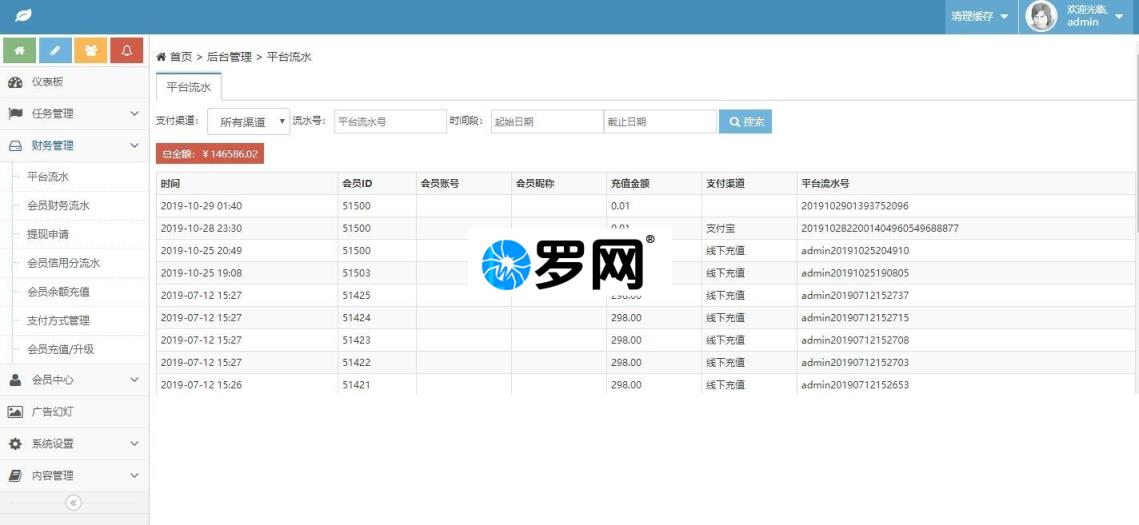 清理缓存
欢迎光临,
admin
首页 > 后台管理 > 平台流水
仪表板
任务管理
财务管理
平台流水
会员财务流水
提现申请
会员信用分流水
会员余额充值
支付方式管理
会员充值/升级
会员中心
广告幻灯
系统设置
内容管理
平台流水
支付渠道: 所有渠道 流水号: 平台流水号 时间段: 起始日期 截止日期 搜索
总金额: ¥146586.02
时间 会员ID 会员账号 会员昵称 充值金额 支付渠道 平台流水号
2019-10-29 01:40 51500 0.01 2019102901393752096
2019-10-28 23:30 51500 0.01 支付宝 2019102822001404960549688877
2019-10-25 20:49 51500 线下充值 admin20191025204910
2019-10-25 19:08 51503 线下充值 admin20191025190805
2019-07-12 15:27 51425 298.00 线下充值 admin20190712152737
2019-07-12 15:27 51424 298.00 线下充值 admin20190712152715
2019-07-12 15:27 51423 298.00 线下充值 admin20190712152708
2019-07-12 15:27 51422 298.00 线下充值 admin20190712152703
2019-07-12 15:26 51421 298.00 线下充值 admin20190712152653
罗网®